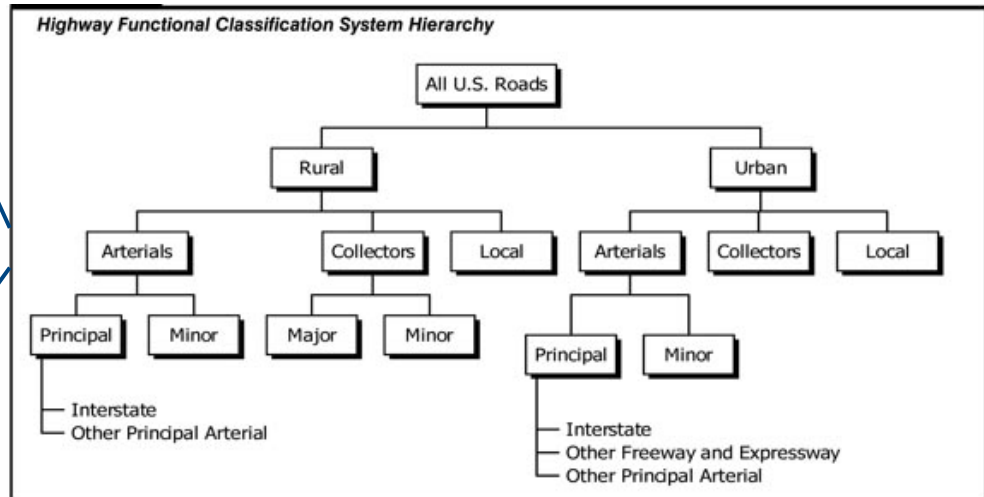 Highway Functional Classification System Hierarchy
All U.S. Roads
Rural
Urban
Arterials
Collectors
Local
Arterials
Collectors
Local
Principal
Minor
Major
Minor
Principal
Minor
Interstate
Other Principal Arterial
Interstate
Other Freeway and Expressway
Other Principal Arterial